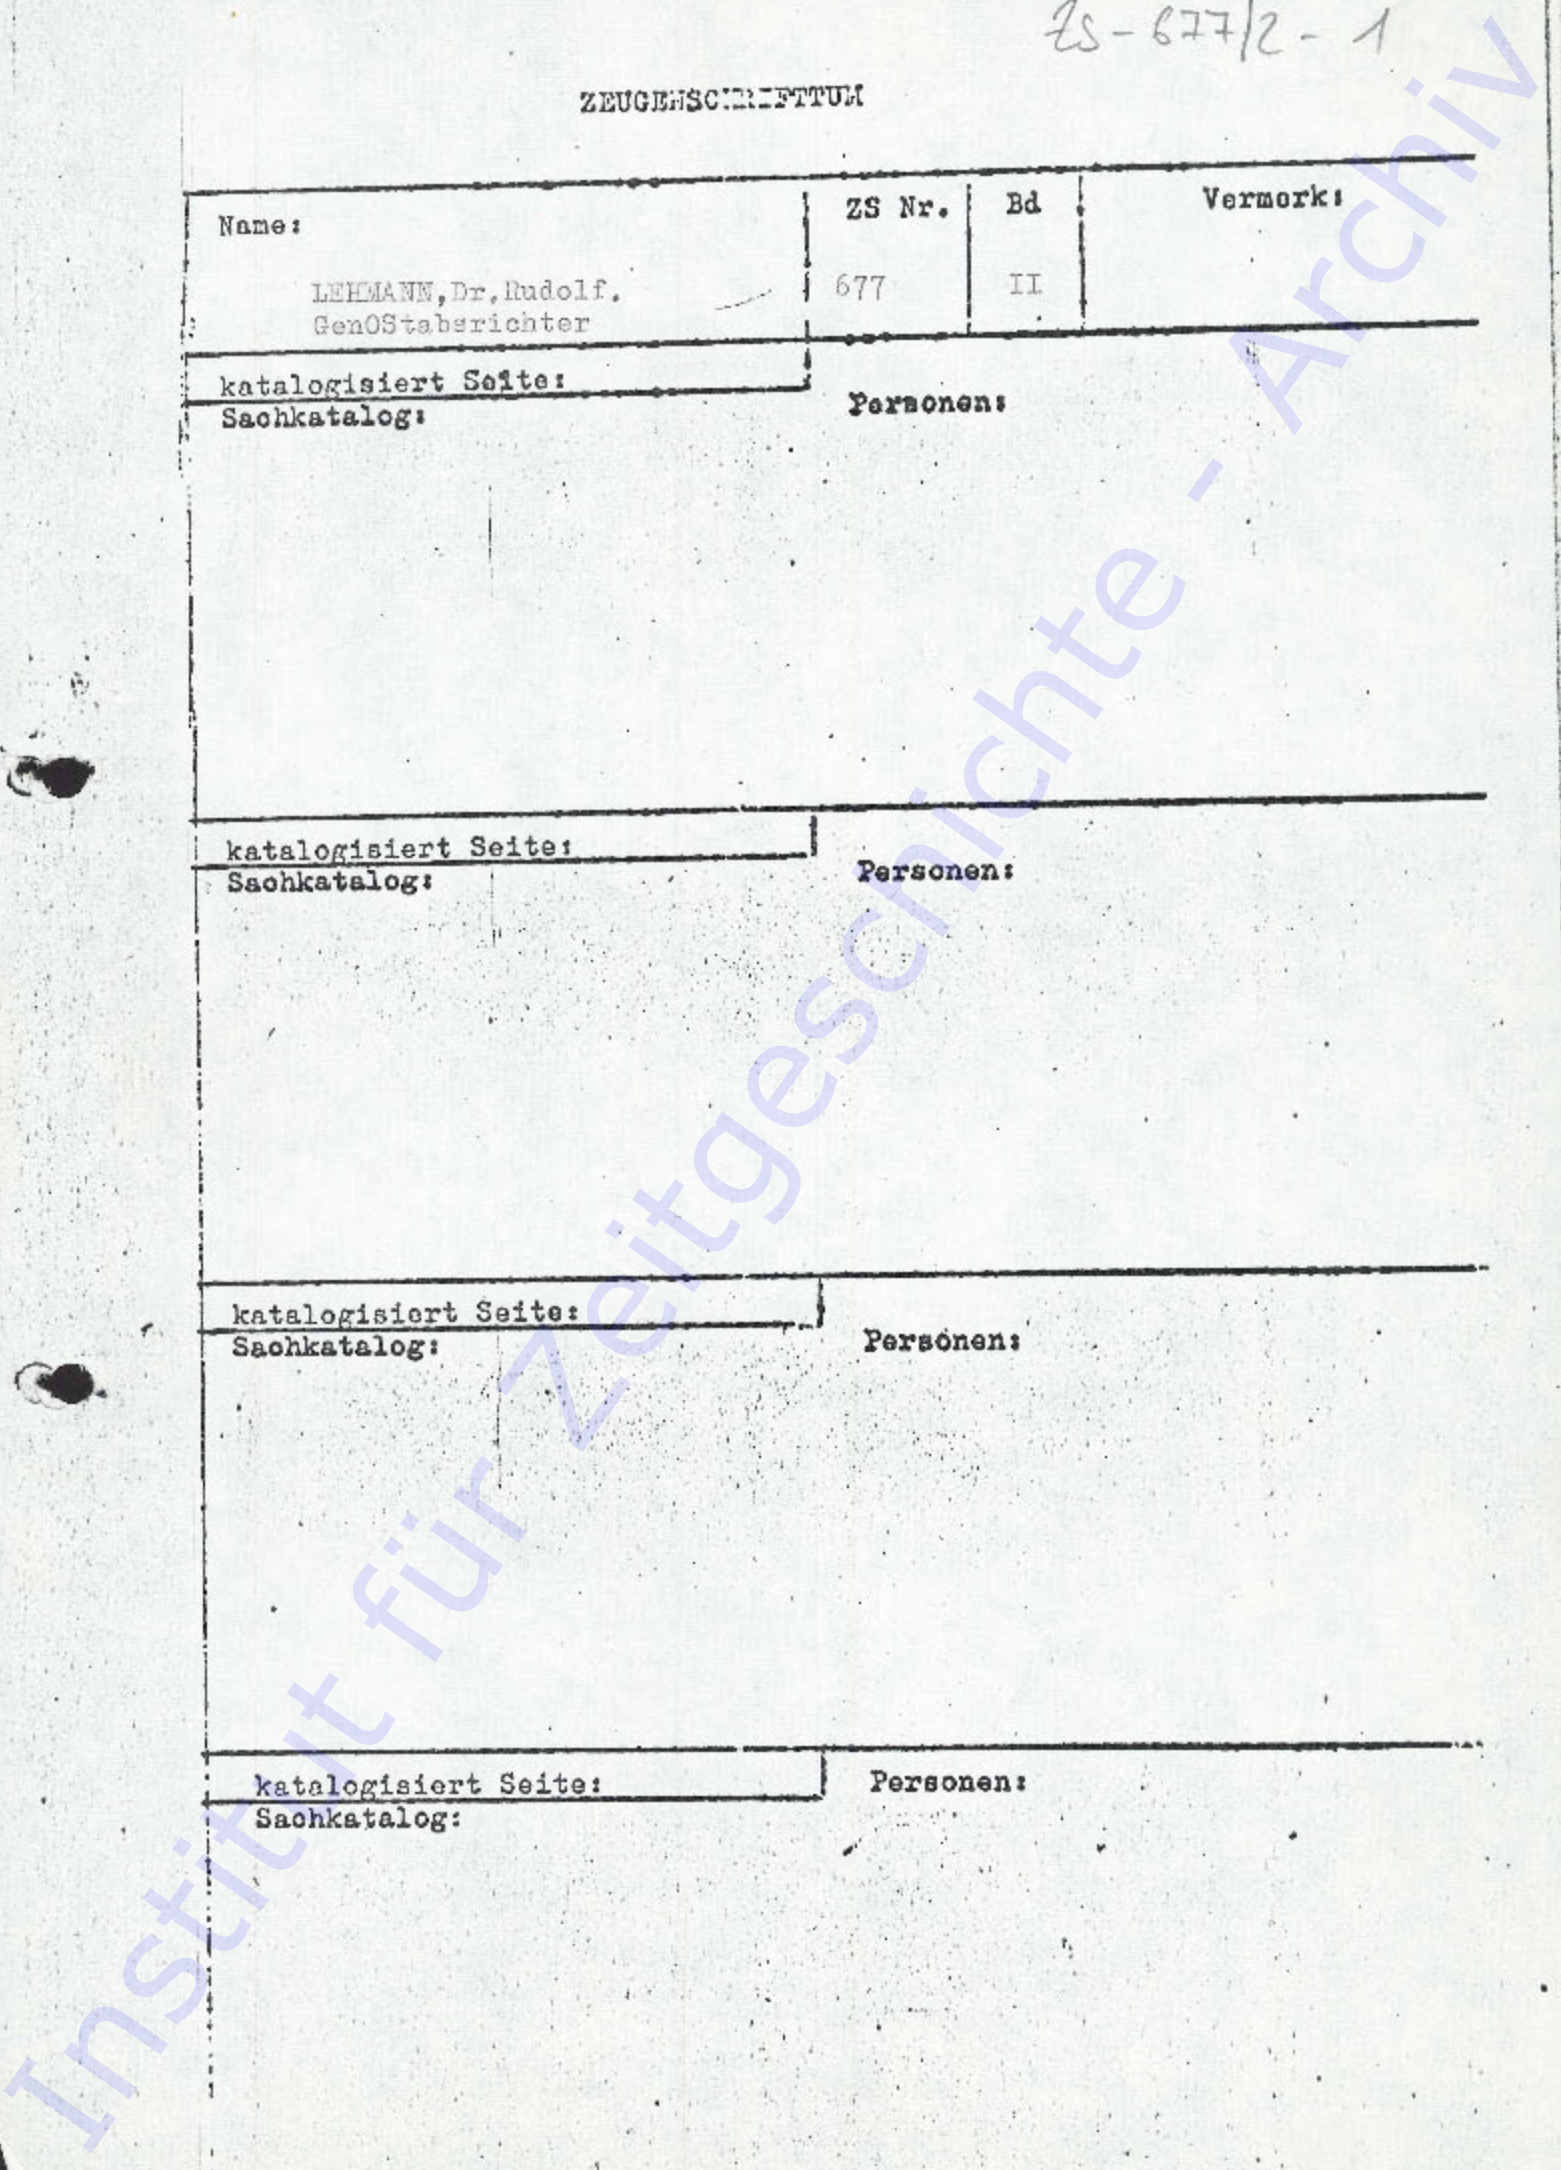 ZS - 677/2 - 1
ZEUGENSCHRIFTTUM
Name:
ZS Nr.
Bd
Vermerk:
LEHMANN,Dr.Rudolf.
GenOStabsrichter
677
II
katalogisiert Seite:
Sachkatalog:
Personen:
katalogisiert Seite:
Sachkatalog:
Personen:
katalogisiert Seite:
Sachkatalog:
Personen:
katalogisiert Seite:
Sachkatalog:
Personen:
Institut für Zeitgeschichte - Archiv